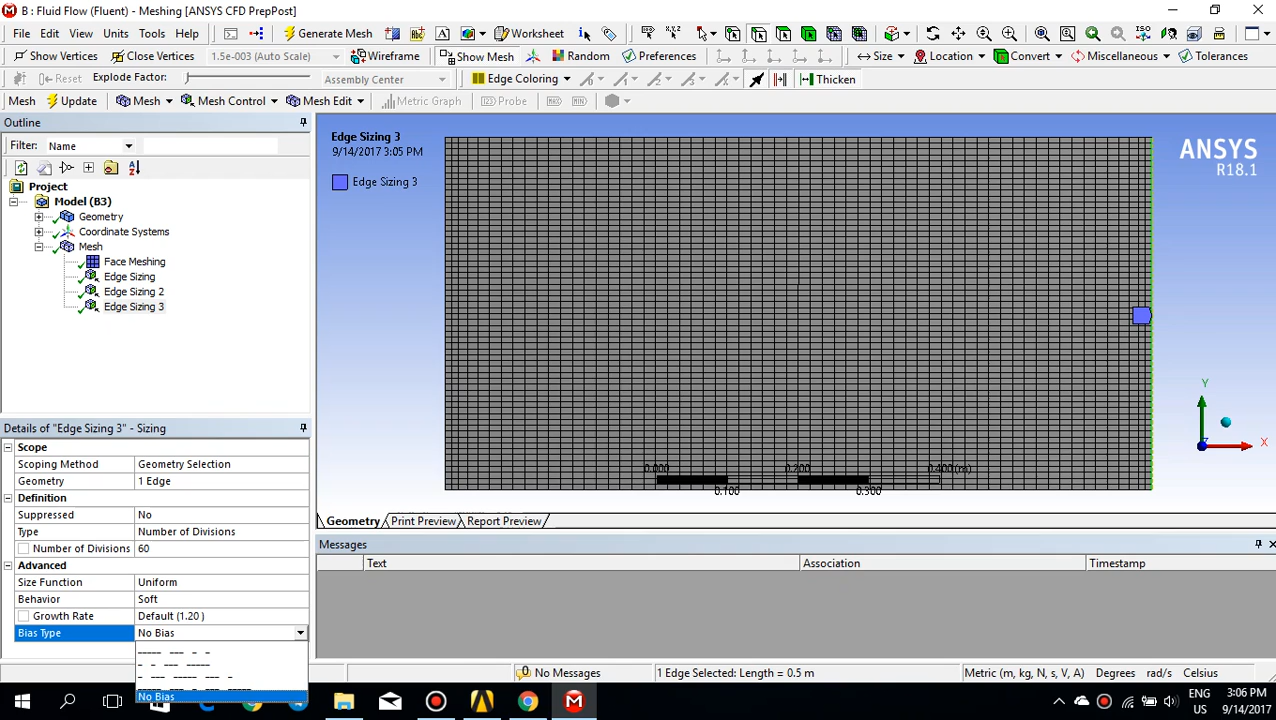 B : Fluid Flow (Fluent) - Meshing [ANSYS CFD PrepPost]
File Edit View Units Tools Help Generate Mesh Worksheet
Show Vertices Close Vertices 1.5e-003 (Auto Scale) Wireframe Show Mesh Random Preferences Size Location Convert Miscellaneous Tolerances
Reset Explode Factor: Assembly Center Edge Coloring Thicken
Mesh Update Mesh Mesh Control Mesh Edit Metric Graph Probe MAX MIN
Outline
Filter: Name
Project
Model (B3)
Geometry
Coordinate Systems
Mesh
Face Meshing
Edge Sizing
Edge Sizing 2
Edge Sizing 3
Details of "Edge Sizing 3" - Sizing
Scope
Scoping Method Geometry Selection
Geometry 1 Edge
Definition
Suppressed No
Type Number of Divisions
Number of Divisions 60
Advanced
Size Function Uniform
Behavior Soft
Growth Rate Default (1.20 )
Bias Type No Bias
No Bias
Edge Sizing 3
9/14/2017 3:05 PM
Edge Sizing 3
ANSYS
R18.1
0.000 0.200 0.400 (m)
0.100 0.300
Y
X
Geometry Print Preview Report Preview
Messages
Text Association Timestamp
No Messages 1 Edge Selected: Length = 0.5 m Metric (m, kg, N, s, V, A) Degrees rad/s Celsius
ENG 3:06 PM
US 9/14/2017